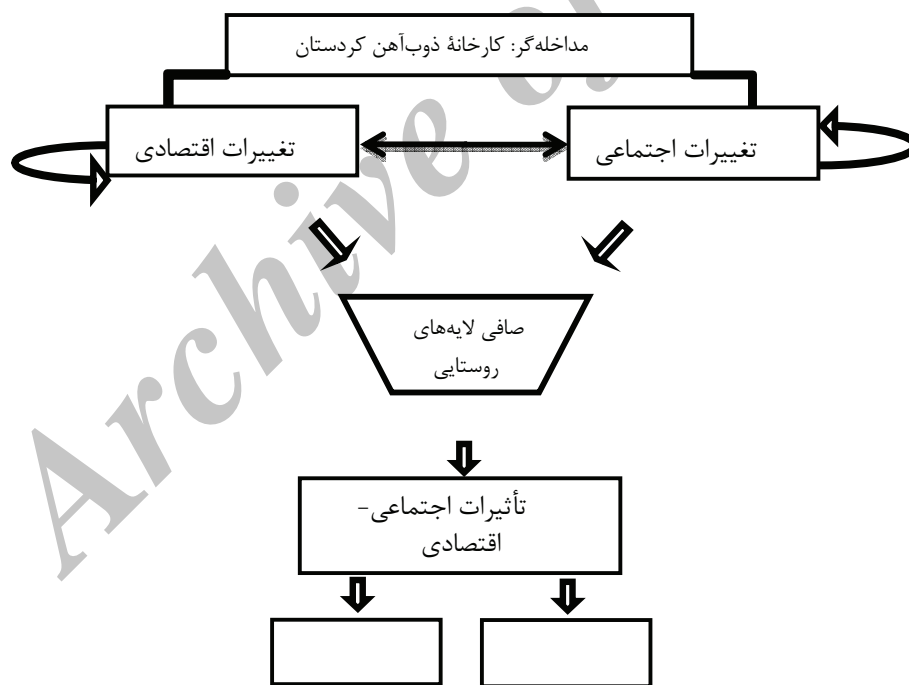 مداخله‌گر: کارخانهٔ ذوب‌آهن کردستان
تغییرات اجتماعی
تغییرات اقتصادی
صافی لایه‌های
روستایی
تأثیرات اجتماعی-
اقتصادی
Archive of